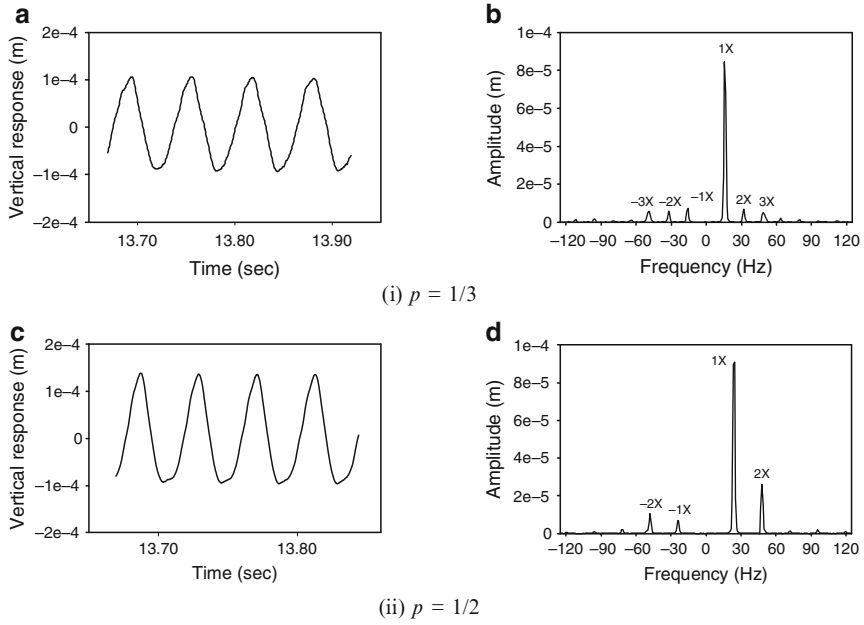 a
Vertical response (m)
2e−4
1e−4
0
−1e−4
−2e−4
13.70 13.80 13.90
Time (sec)
b
Amplitude (m)
1e−4
8e−5
6e−5
4e−5
2e−5
0
1X
−3X −2X −1X 2X 3X
−120 −90 −60 −30 0 30 60 90 120
Frequency (Hz)
(i) p = 1/3
c
Vertical response (m)
2e−4
1e−4
0
−1e−4
−2e−4
13.70 13.80
Time (sec)
d
Amplitude (m)
1e−4
8e−5
6e−5
4e−5
2e−5
0
1X
2X
−2X −1X
−120 −90 −60 −30 0 30 60 90 120
Frequency (Hz)
(ii) p = 1/2